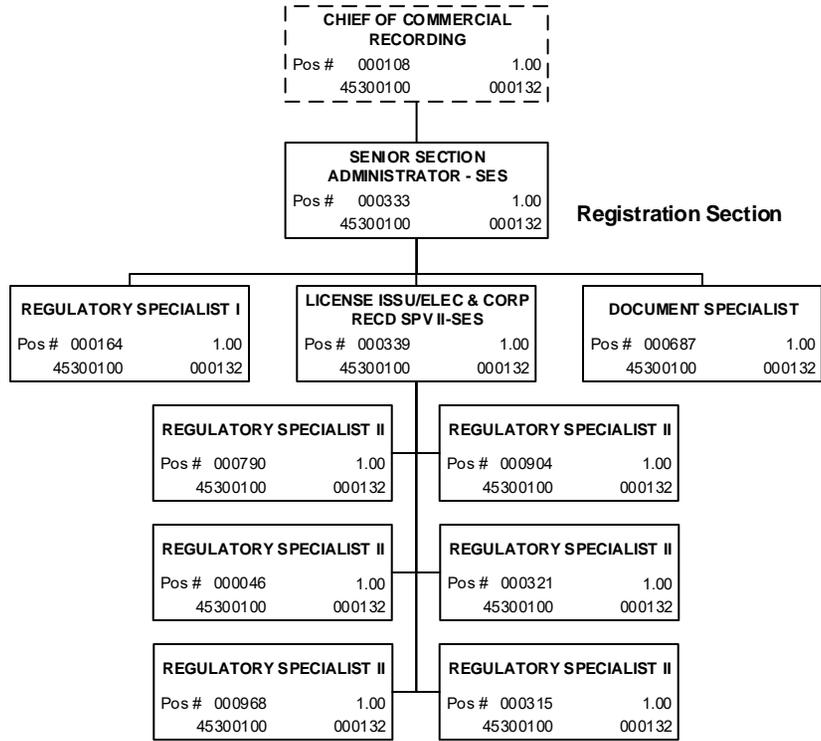 CHIEF OF COMMERCIAL
RECORDING
Pos # 000108 1.00
45300100 000132
SENIOR SECTION
ADMINISTRATOR - SES
Pos # 000333 1.00
45300100 000132
Registration Section
REGULATORY SPECIALIST I
Pos # 000164 1.00
45300100 000132
LICENSE ISSU/ELEC & CORP
RECD SPV II-SES
Pos # 000339 1.00
45300100 000132
DOCUMENT SPECIALIST
Pos # 000687 1.00
45300100 000132
REGULATORY SPECIALIST II
Pos # 000790 1.00
45300100 000132
REGULATORY SPECIALIST II
Pos # 000904 1.00
45300100 000132
REGULATORY SPECIALIST II
Pos # 000046 1.00
45300100 000132
REGULATORY SPECIALIST II
Pos # 000321 1.00
45300100 000132
REGULATORY SPECIALIST II
Pos # 000968 1.00
45300100 000132
REGULATORY SPECIALIST II
Pos # 000315 1.00
45300100 000132